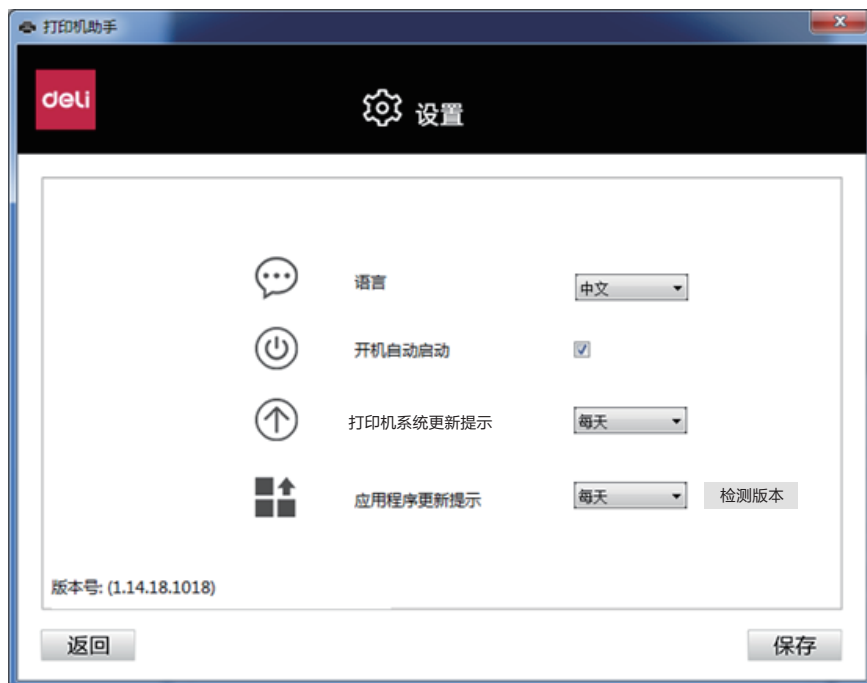 打印机助手
deli
设置
语言
中文
开机自动启动
打印机系统更新提示
每天
应用程序更新提示
每天
检测版本
版本号: (1.14.18.1018)
返回
保存